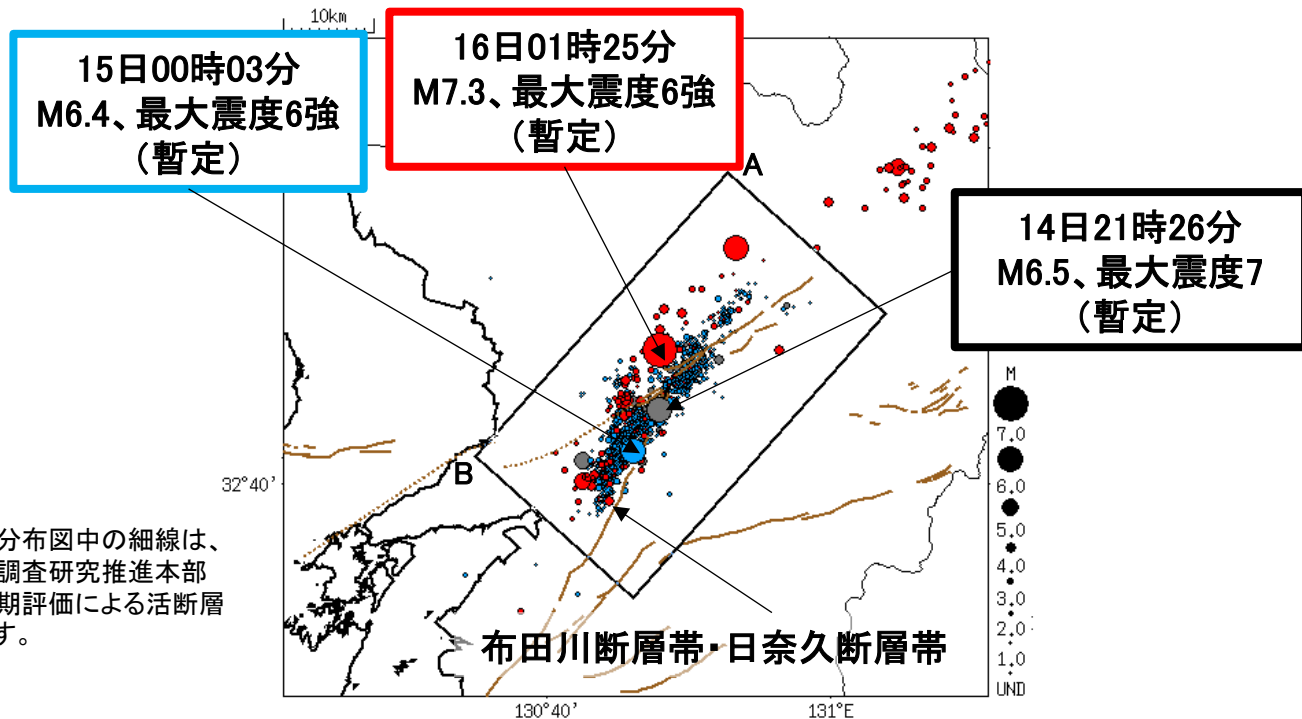 10km
15日00時03分
M6.4、最大震度6強
（暫定）
16日01時25分
M7.3、最大震度6強
（暫定）
A
14日21時26分
M6.5、最大震度7
（暫定）
B
32°40'
M
7.0
6.0
5.0
4.0
3.0
2.0
1.0
UND
分布図中の細線は、
調査研究推進本部
期評価による活断層
す。
布田川断層帯・日奈久断層帯
130°40'
131°E